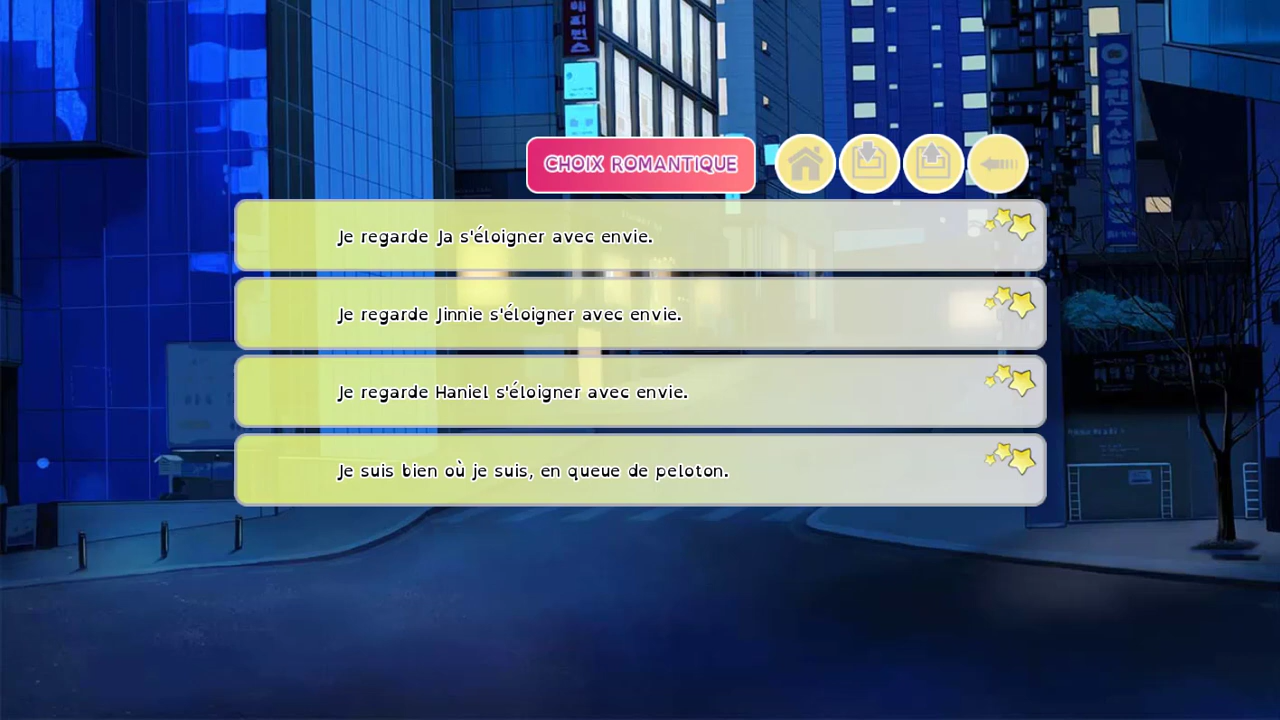 CHOIX ROMANTIQUE
Je regarde Ja s'éloigner avec envie.
Je regarde Jinnie s'éloigner avec envie.
Je regarde Haniel s'éloigner avec envie.
Je suis bien où je suis, en queue de peloton.